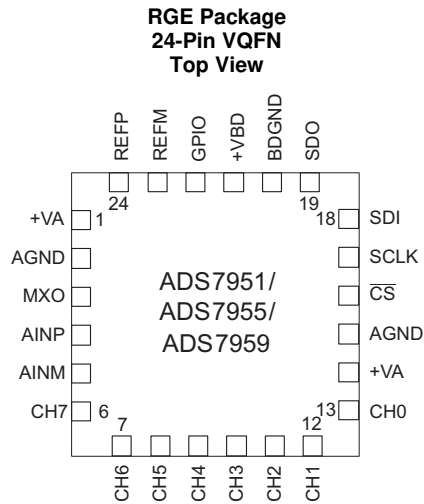 RGE Package
24-Pin VQFN
Top View
REFP
REFM
GPIO
+VBD
BDGND
SDO
24
19
+VA
1
18
SDI
AGND
SCLK
MXO
CS
AINP
AGND
AINM
+VA
CH7
6
13
CH0
ADS7951/
ADS7955/
ADS7959
7
12
CH6
CH5
CH4
CH3
CH2
CH1